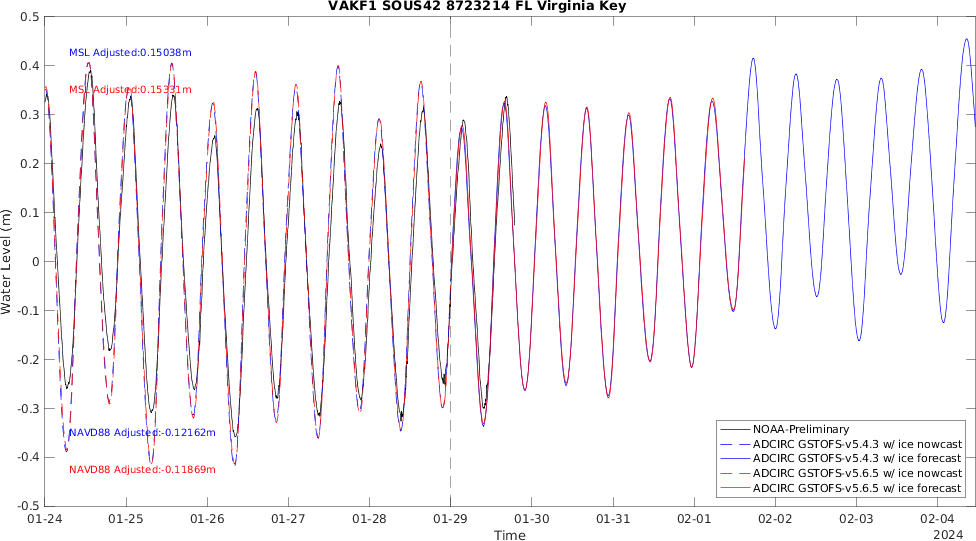 VAKF1 SOUS42 8723214 FL Virginia Key
0.5
0.4
0.3
0.2
0.1
0
-0.1
-0.2
-0.3
-0.4
-0.5
Water Level (m)
MSL Adjusted:0.15038m
MSL Adjusted:0.15331m
NAVD88 Adjusted:-0.12162m
NAVD88 Adjusted:-0.11869m
NOAA-Preliminary
ADCIRC GSTOFS-v5.4.3 w/ ice nowcast
ADCIRC GSTOFS-v5.4.3 w/ ice forecast
ADCIRC GSTOFS-v5.6.5 w/ ice nowcast
ADCIRC GSTOFS-v5.6.5 w/ ice forecast
01-24 01-25 01-26 01-27 01-28 01-29 01-30 01-31 02-01 02-02 02-03 02-04
Time
2024